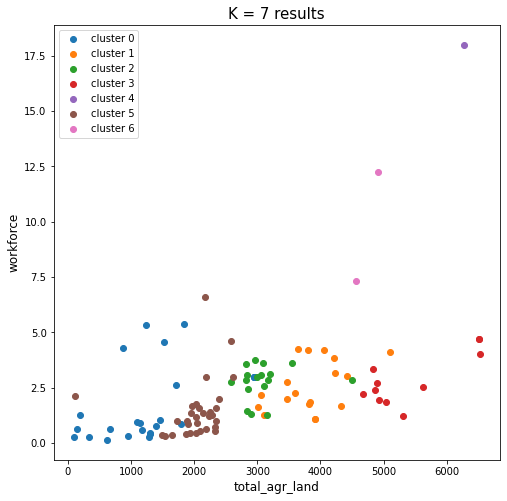 K = 7 results
cluster 0
cluster 1
cluster 2
cluster 3
cluster 4
cluster 5
cluster 6
17.5
15.0
12.5
10.0
7.5
5.0
2.5
0.0
workforce
0 1000 2000 3000 4000 5000 6000
total_agr_land